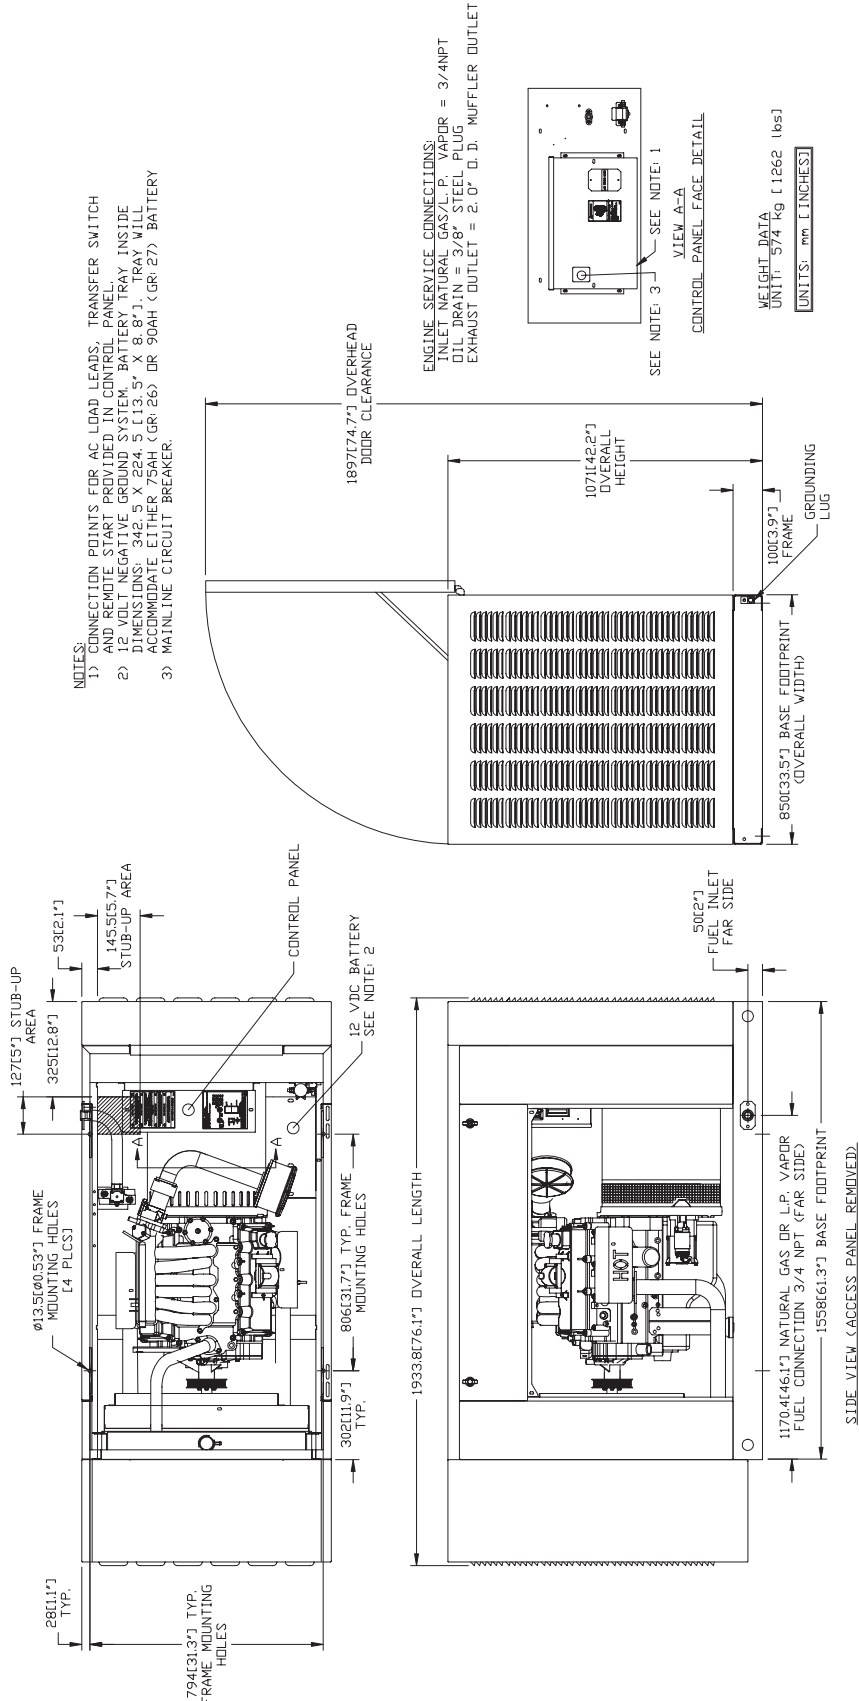 NOTES:
1) CONNECTION POINTS FOR AC LOAD LEADS, TRANSFER SWITCH
AND REMOTE START PROVIDED IN CONTROL PANEL.
2) 12 VOLT NEGATIVE GROUND SYSTEM. BATTERY TRAY INSIDE
DIMENSIONS: 342.5 X 224.5 [13.5" X 8.8"]. TRAY WILL
ACCOMMODATE EITHER 75AH (GR:26) OR 90AH (GR:27) BATTERY
3) MAINLINE CIRCUIT BREAKER.
ENGINE SERVICE CONNECTIONS:
INLET NATURAL GAS/L.P. VAPOR = 3/4NPT
OIL DRAIN = 3/8" STEEL PLUG
EXHAUST OUTLET = 2.0" O.D. MUFFLER OUTLET
SEE NOTE: 3
SEE NOTE: 1
VIEW A-A
CONTROL PANEL FACE DETAIL
WEIGHT DATA
UNIT: 574 kg [1262 lbs]
UNITS: mm [INCHES]
1897[74.7"] OVERHEAD
DOOR CLEARANCE
1071[42.2"]
OVERALL
HEIGHT
100[3.9"]
FRAME
GROUNDING
LUG
850[33.5"] BASE FOOTPRINT
(OVERALL WIDTH)
127[5"] STUB-UP
AREA
325[12.8"]
53[2.1"]
145.5[5.7"]
STUB-UP AREA
CONTROL PANEL
12 VDC BATTERY
SEE NOTE: 2
A
A
ø13.5[ø0.53"] FRAME
MOUNTING HOLES
[4 PLCS]
806[31.7"] TYP. FRAME
MOUNTING HOLES
302[11.9"]
TYP.
28[1.1"]
TYP.
794[31.3"] TYP.
FRAME MOUNTING
HOLES
1933.8[76.1"] OVERALL LENGTH
HOT
50[2"]
FUEL INLET
FAR SIDE
1170.4[46.1"] NATURAL GAS OR L.P. VAPOR
FUEL CONNECTION 3/4 NPT (FAR SIDE)
1558[61.3"] BASE FOOTPRINT
SIDE VIEW (ACCESS PANEL REMOVED)